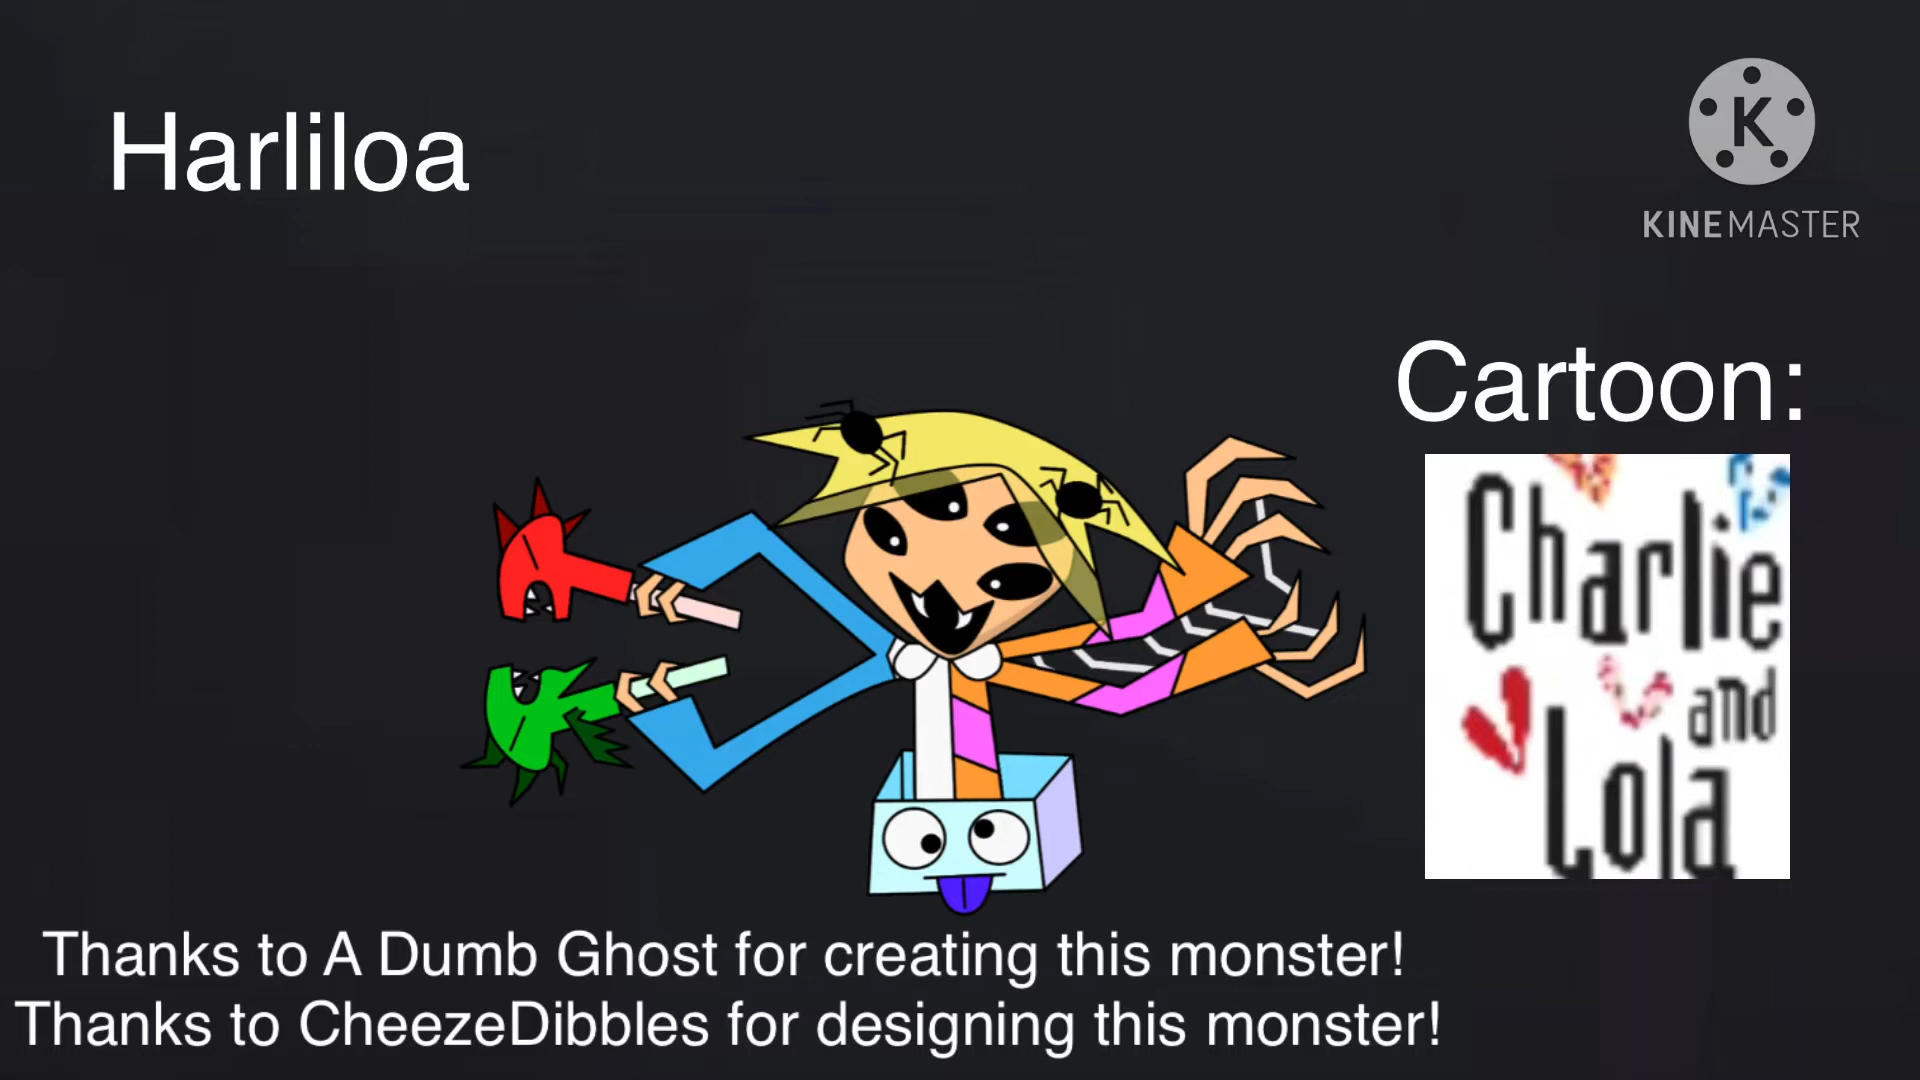 Harliloa
K
KINEMASTER
Cartoon:
Charlie
and
Lola
Thanks to A Dumb Ghost for creating this monster!
Thanks to CheezeDibbles for designing this monster!